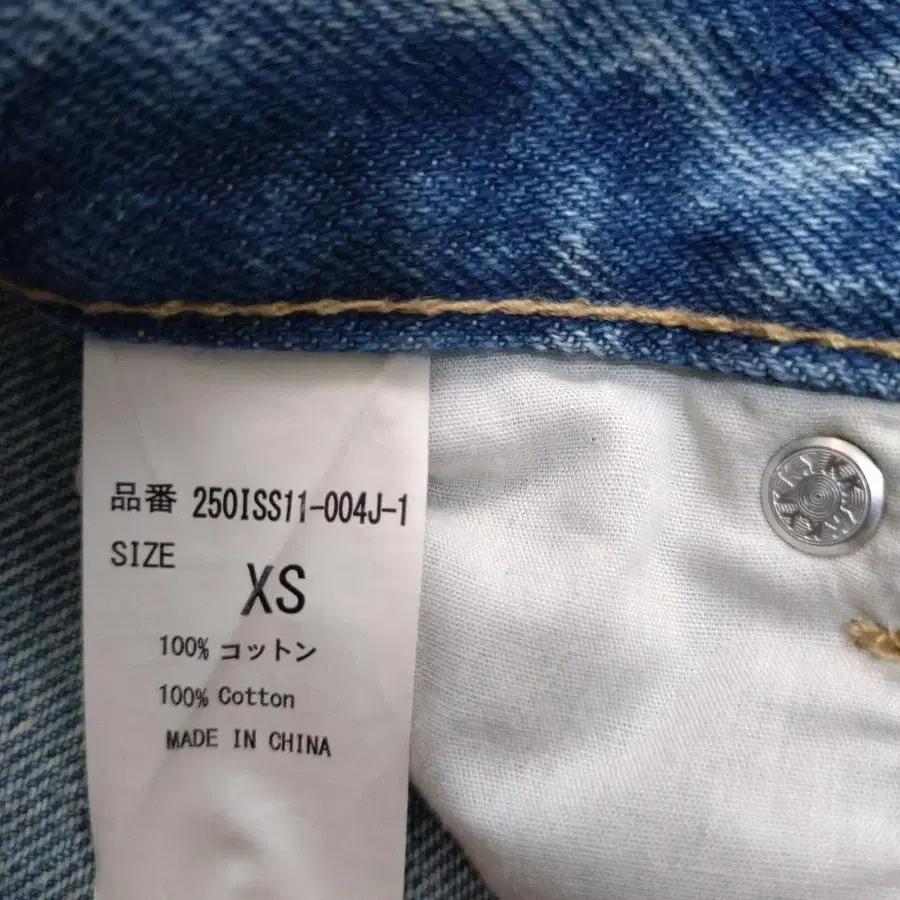 品番 250ISS11-004J-1
SIZE
XS
100% コットン
100% Cotton
MADE IN CHINA